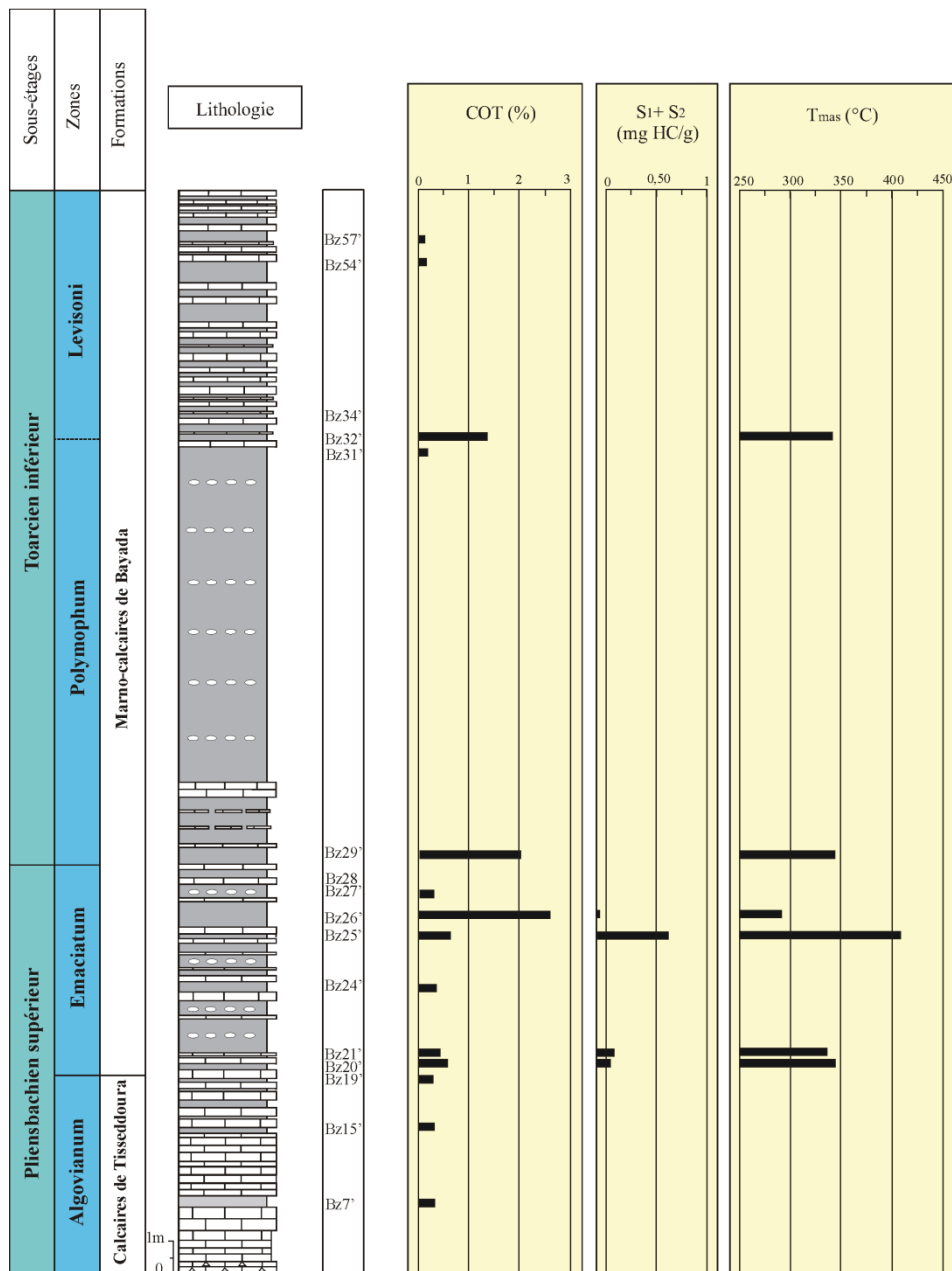 Sous-étages
Zones
Formations
Lithologie
COT (%)
S1+ S2
(mg HC/g)
Tmas (°C)
0 1 2 3
0 0,50 1
250 300 350 400 450
Toarcien inférieur
Pliensbachien supérieur
Levisoni
Polymophum
Emaciatum
Algovianum
Marno-calcaires de Bayada
Calcaires de Tisseddoura
Bz57'
Bz54'
Bz34'
Bz32'
Bz31'
Bz29'
Bz28
Bz27'
Bz26'
Bz25'
Bz24'
Bz21'
Bz20'
Bz19'
Bz15'
Bz7'
1m
0